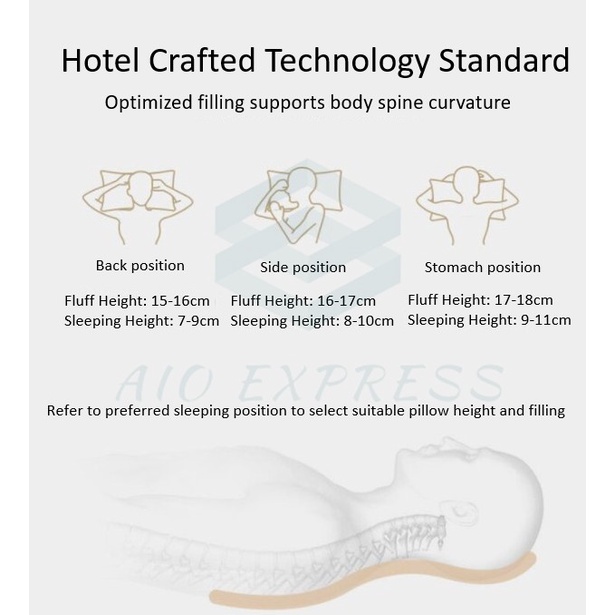 Hotel Crafted Technology Standard
Optimized filling supports body spine curvature
Back position
Side position
Stomach position
Fluff Height: 15-16cm
Sleeping Height: 7-9cm
Fluff Height: 16-17cm
Sleeping Height: 8-10cm
Fluff Height: 17-18cm
Sleeping Height: 9-11cm
AIO EXPRESS
Refer to preferred sleeping position to select suitable pillow height and filling